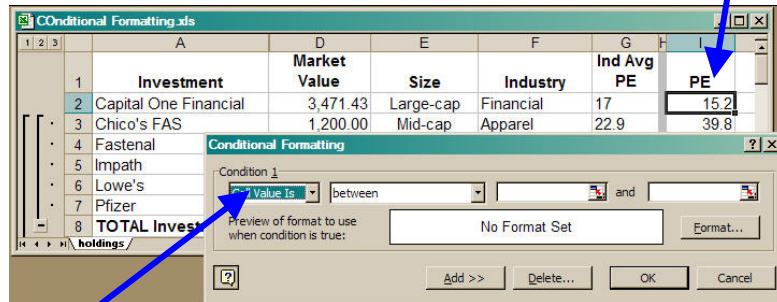 COnditional Formatting.xls
1 2 3 A D E F G H I
1 Investment Market Value Size Industry Ind Avg PE PE
2 Capital One Financial 3,471.43 Large-cap Financial 17 15.2
3 Chico's FAS 1,200.00 Mid-cap Apparel 22.9 39.8
4 Fastenal
5 Impath
6 Lowe's
7 Pfizer
8 TOTAL Invest
holdings
Conditional Formatting
Condition 1
Value Is between and
Preview of format to use when condition is true: No Format Set Format...
Add >> Delete... OK Cancel